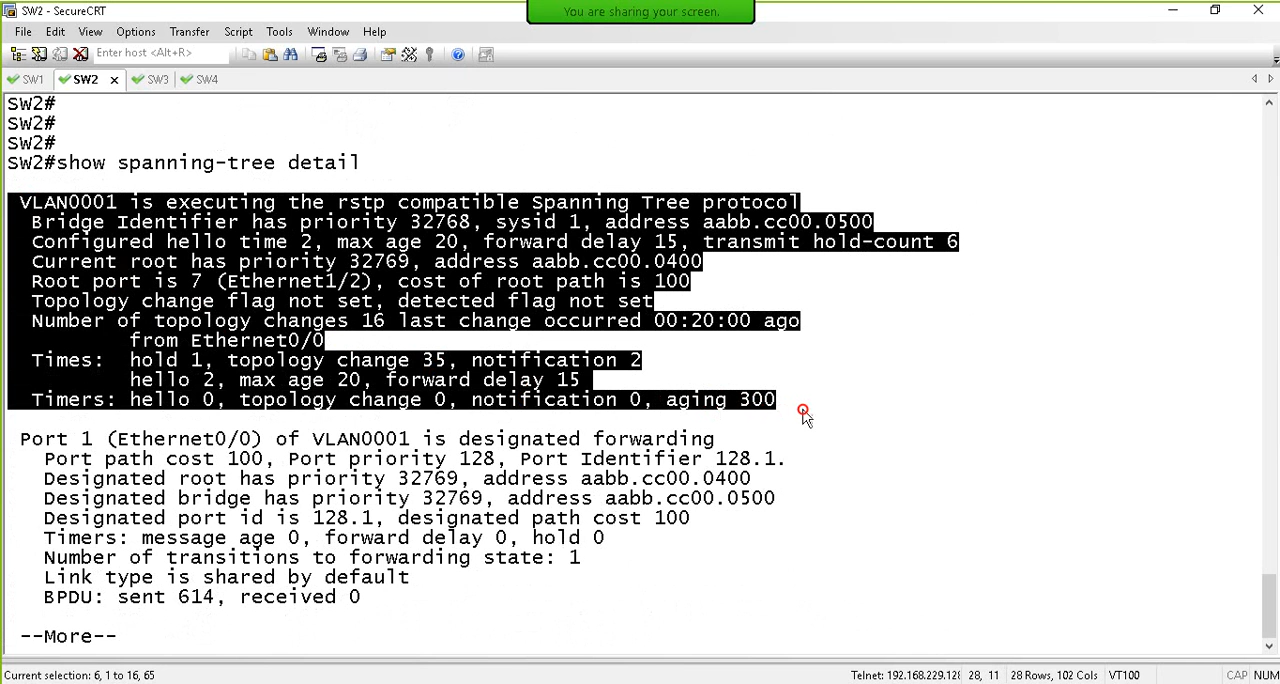 You are sharing your screen.
SW2 - SecureCRT
File Edit View Options Transfer Script Tools Window Help
Enter host <Alt+R>
SW1 SW2 SW3 SW4
SW2#
SW2#
SW2#
SW2#show spanning-tree detail
VLAN0001 is executing the rstp compatible Spanning Tree protocol
Bridge Identifier has priority 32768, sysid 1, address aabb.cc00.0500
Configured hello time 2, max age 20, forward delay 15, transmit hold-count 6
Current root has priority 32769, address aabb.cc00.0400
Root port is 7 (Ethernet1/2), cost of root path is 100
Topology change flag not set, detected flag not set
Number of topology changes 16 last change occurred 00:20:00 ago
from Ethernet0/0
Times: hold 1, topology change 35, notification 2
hello 2, max age 20, forward delay 15
Timers: hello 0, topology change 0, notification 0, aging 300
Port 1 (Ethernet0/0) of VLAN0001 is designated forwarding
Port path cost 100, Port priority 128, Port Identifier 128.1.
Designated root has priority 32769, address aabb.cc00.0400
Designated bridge has priority 32769, address aabb.cc00.0500
Designated port id is 128.1, designated path cost 100
Timers: message age 0, forward delay 0, hold 0
Number of transitions to forwarding state: 1
Link type is shared by default
BPDU: sent 614, received 0
--More--
Current selection: 6, 1 to 16, 65 Telnet: 192.168.229.12 28, 11 28 Rows, 102 Cols VT100 CAP NUM